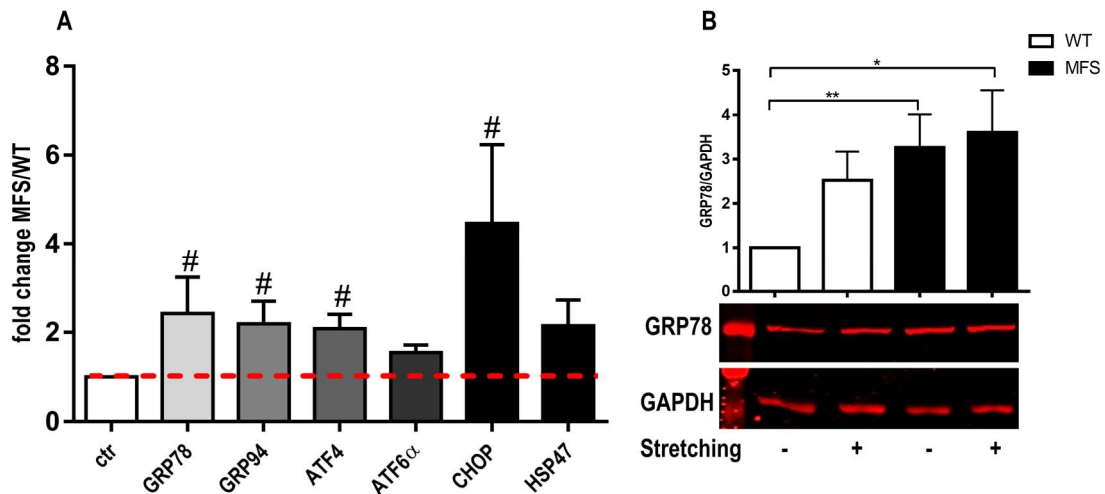 A
fold change MFS/WT
8
6
4
2
0
#
#
#
#
ctr
GRP78
GRP94
ATF4
ATF6α
CHOP
HSP47
B
WT
MFS
GRP78/GAPDH
5
4
3
2
1
0
*
**
GRP78
GAPDH
Stretching - + - +